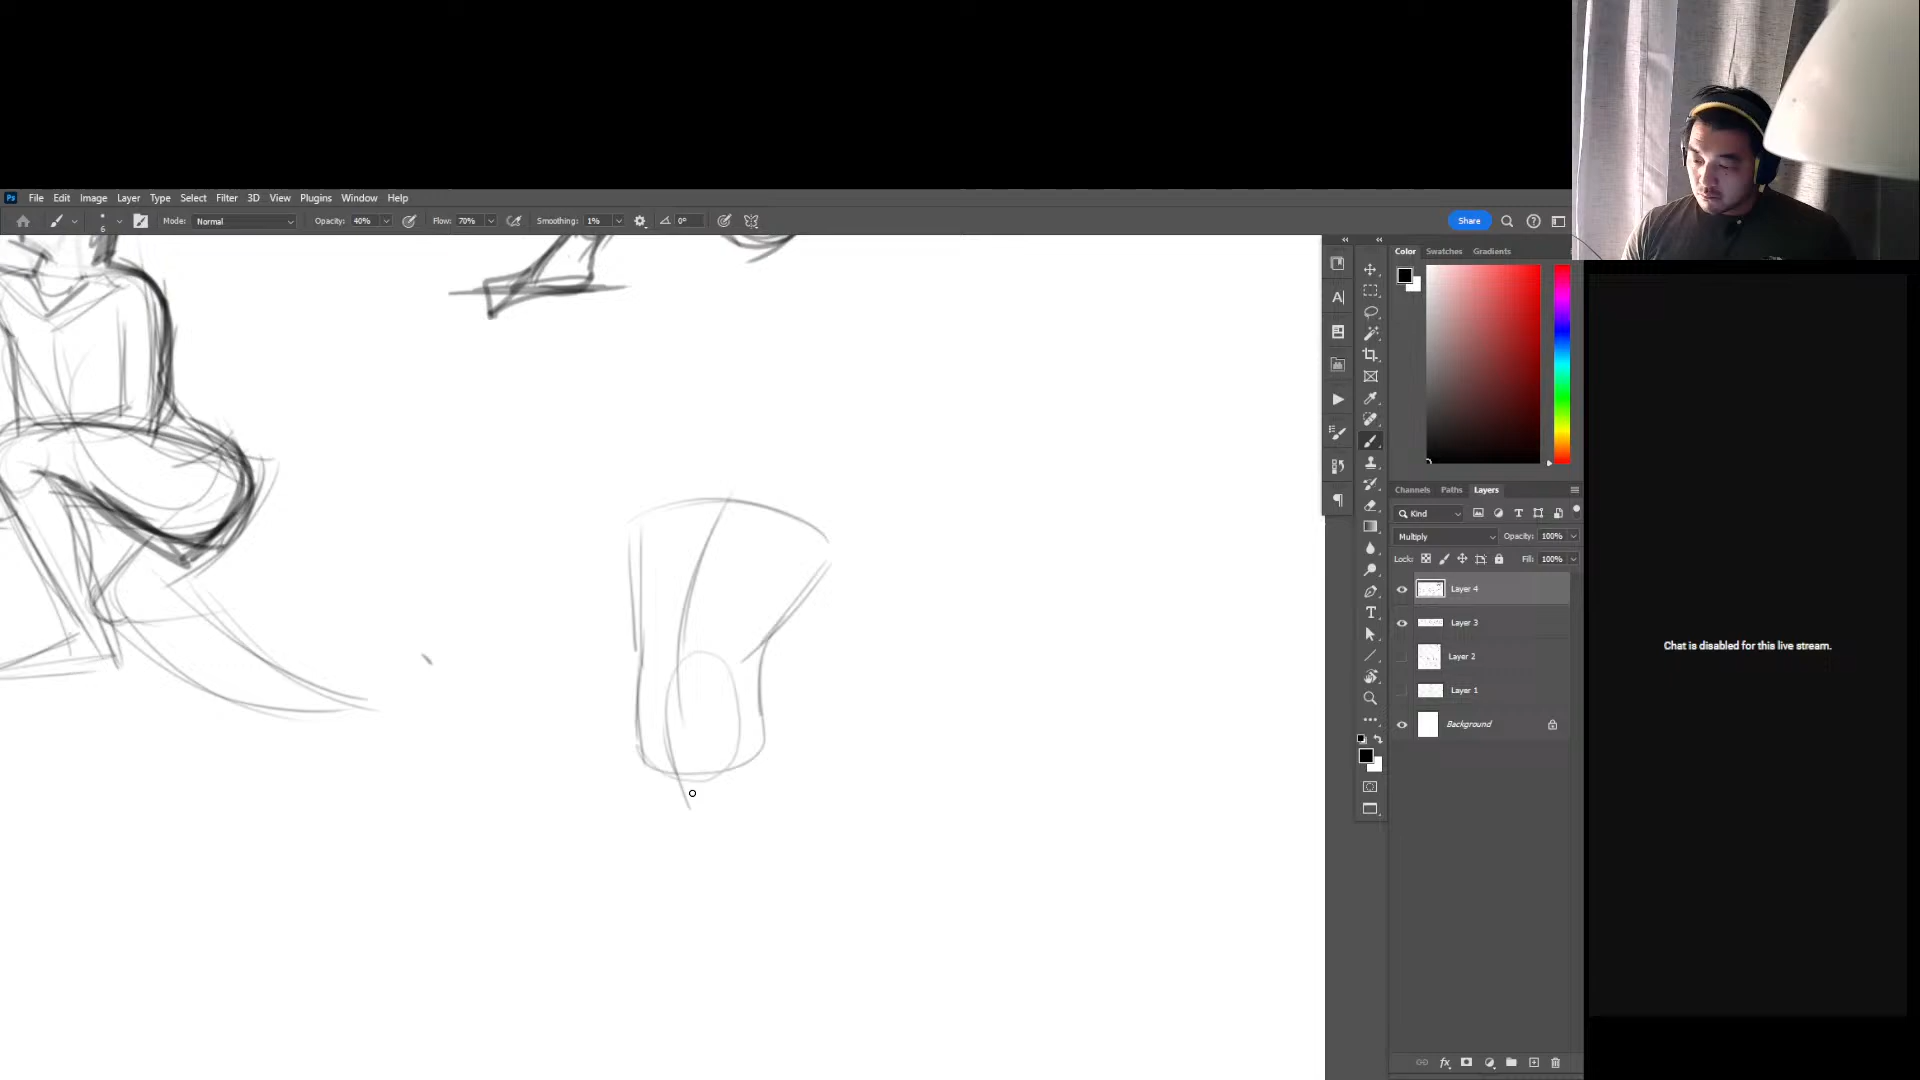 Ps File Edit Image Layer Type Select Filter 3D View Plugins Window Help
6 Mode: Normal Opacity: 40% Flow: 70% Smoothing: 1% 0° Share
Color Swatches Gradients
Channels Paths Layers
Kind
Multiply Opacity: 100%
Lock: Fill: 100%
Layer 4
Layer 3
Layer 2
Layer 1
Background
Chat is disabled for this live stream.